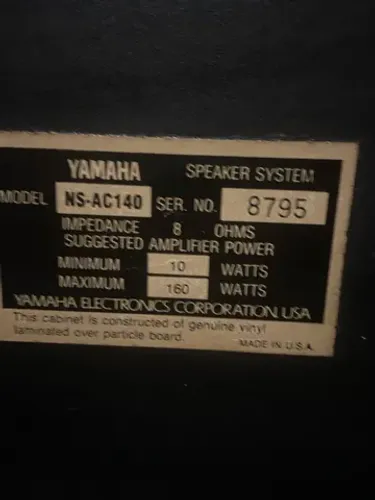 YAMAHA SPEAKER SYSTEM
MODEL NS-AC140 SER. NO. 8795
IMPEDANCE 8 OHMS
SUGGESTED AMPLIFIER POWER
MINIMUM 10 WATTS
MAXIMUM 160 WATTS
YAMAHA ELECTRONICS CORPORATION, USA
This cabinet is constructed of genuine vinyl
laminated over particle board.
MADE IN U.S.A.